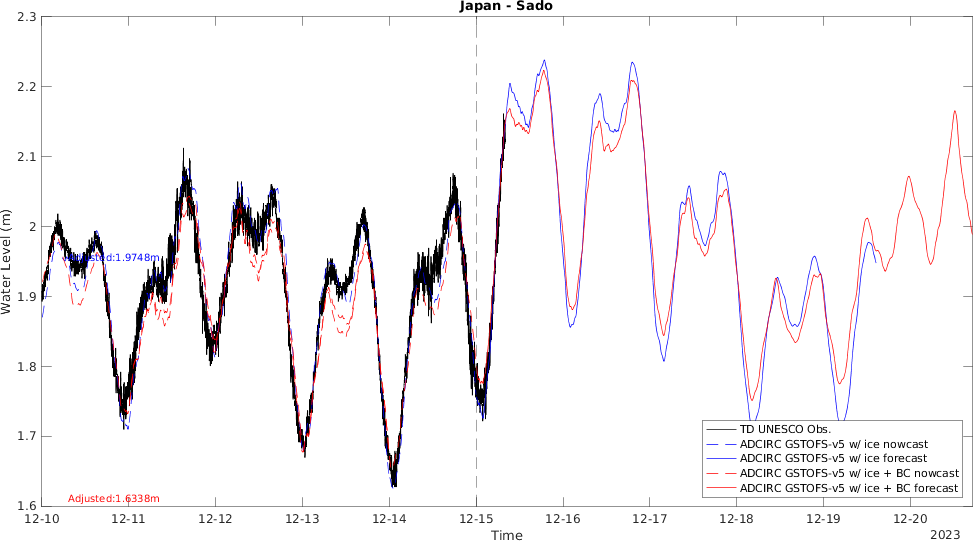 Japan - Sado
2.3
2.2
2.1
2
1.9
1.8
1.7
1.6
Water Level (m)
Adjusted:1.9748m
Adjusted:1.6338m
TD UNESCO Obs.
ADCIRC GSTOFS-v5 w/ ice nowcast
ADCIRC GSTOFS-v5 w/ ice forecast
ADCIRC GSTOFS-v5 w/ ice + BC nowcast
ADCIRC GSTOFS-v5 w/ ice + BC forecast
12-10 12-11 12-12 12-13 12-14 12-15 12-16 12-17 12-18 12-19 12-20
Time
2023